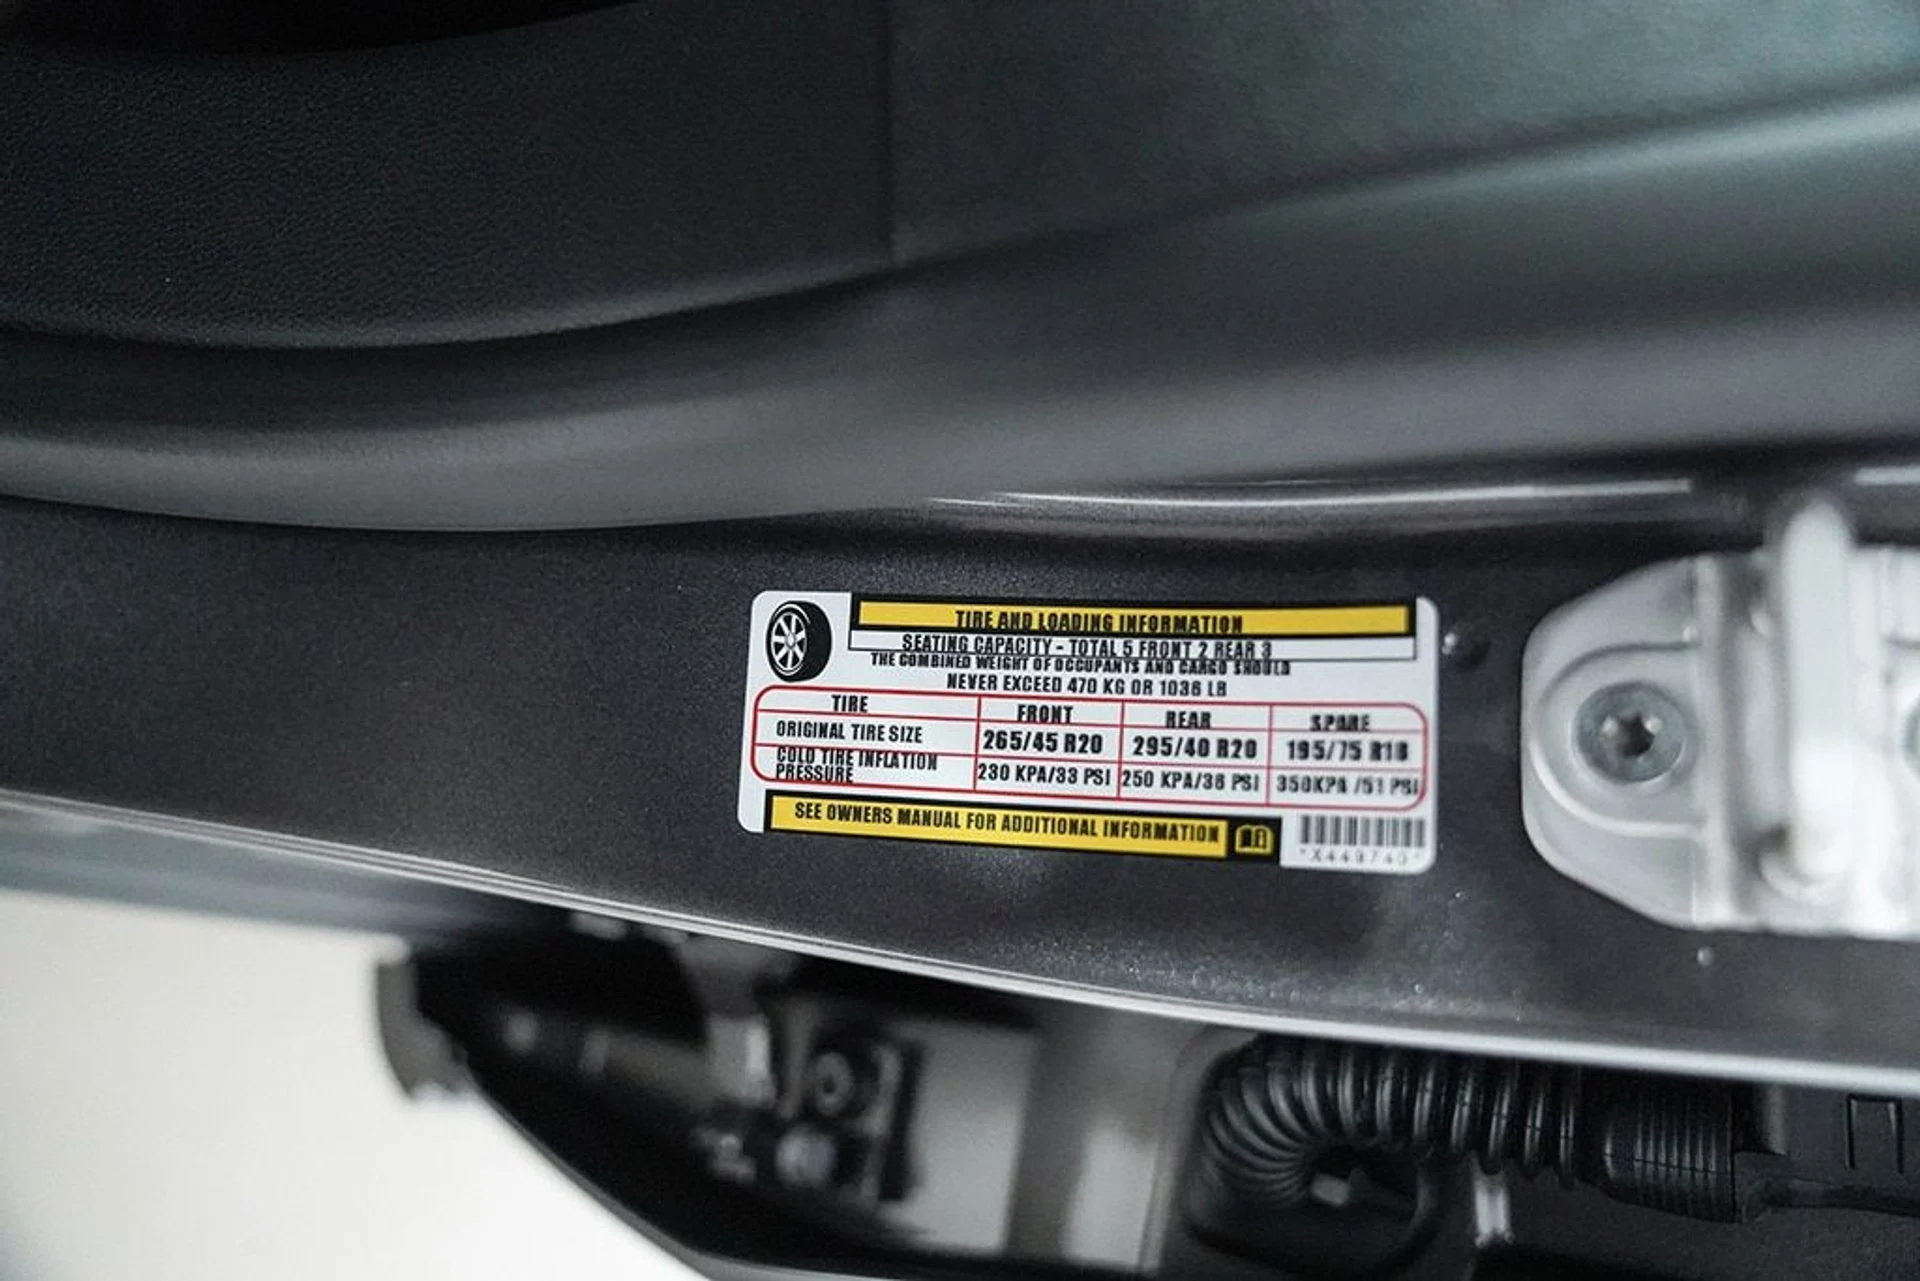 TIRE AND LOADING INFORMATION
SEATING CAPACITY - TOTAL 5 FRONT 2 REAR 3
THE COMBINED WEIGHT OF OCCUPANTS AND CARGO SHOULD
NEVER EXCEED 470 KG OR 1036 LB
TIRE FRONT REAR SPARE
ORIGINAL TIRE SIZE 265/45 R20 295/40 R20 195/75 R18
COLD TIRE INFLATION
PRESSURE 230 KPA/33 PSI 250 KPA/36 PSI 350KPA /51 PSI
SEE OWNERS MANUAL FOR ADDITIONAL INFORMATION
*X449740*